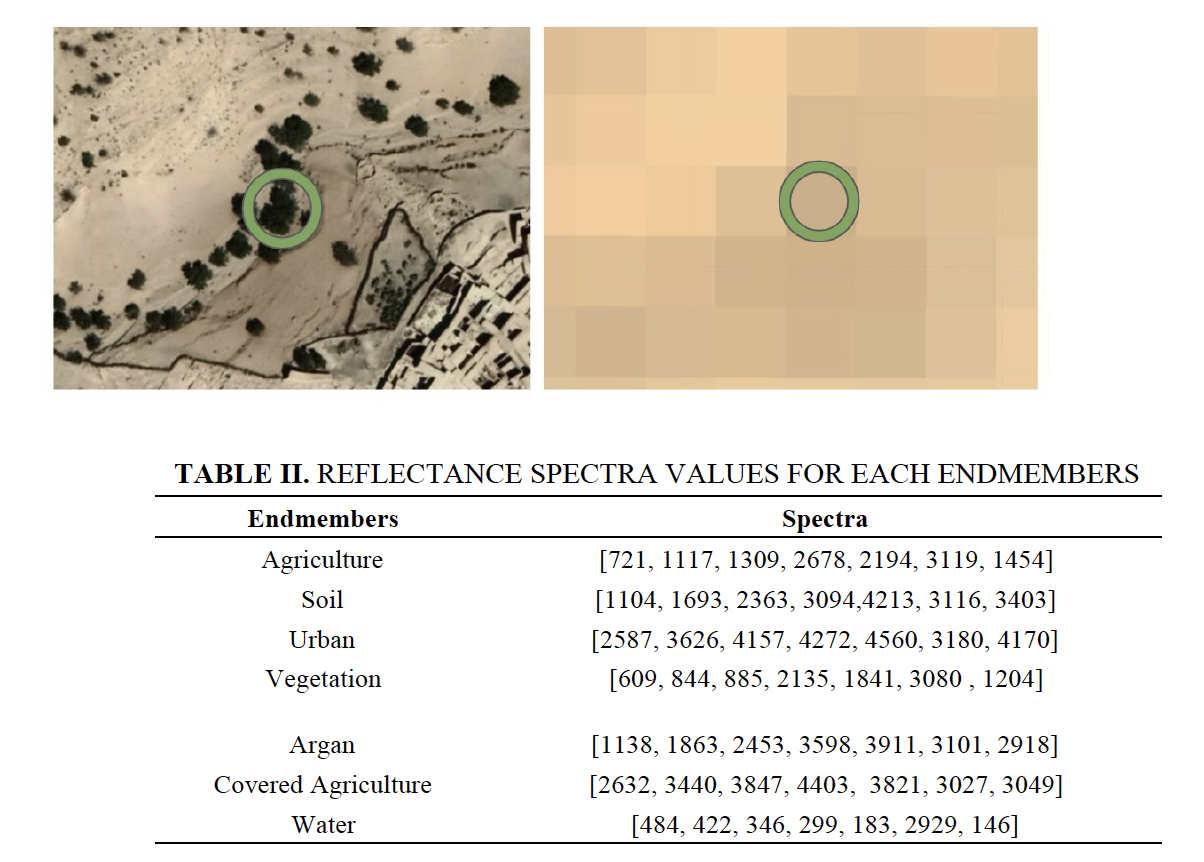 TABLE II. REFLECTANCE SPECTRA VALUES FOR EACH ENDMEMBERS
Endmembers Spectra
Agriculture [721, 1117, 1309, 2678, 2194, 3119, 1454]
Soil [1104, 1693, 2363, 3094,4213, 3116, 3403]
Urban [2587, 3626, 4157, 4272, 4560, 3180, 4170]
Vegetation [609, 844, 885, 2135, 1841, 3080 , 1204]
Argan [1138, 1863, 2453, 3598, 3911, 3101, 2918]
Covered Agriculture [2632, 3440, 3847, 4403, 3821, 3027, 3049]
Water [484, 422, 346, 299, 183, 2929, 146]